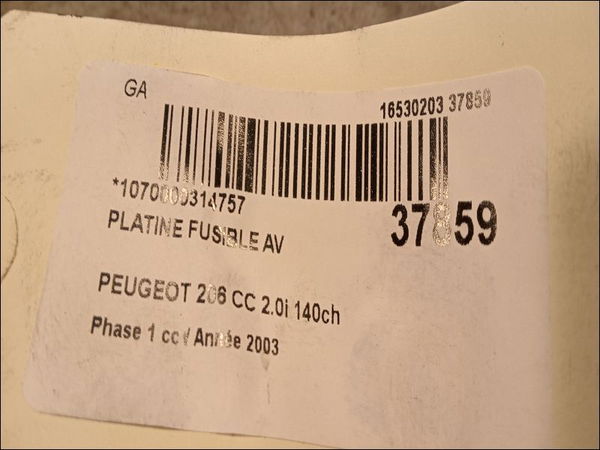 GA
16530203 37859
*1070000314757
37859
PLATINE FUSIBLE AV
PEUGEOT 206 CC 2.0i 140ch
Phase 1 cc / Année 2003